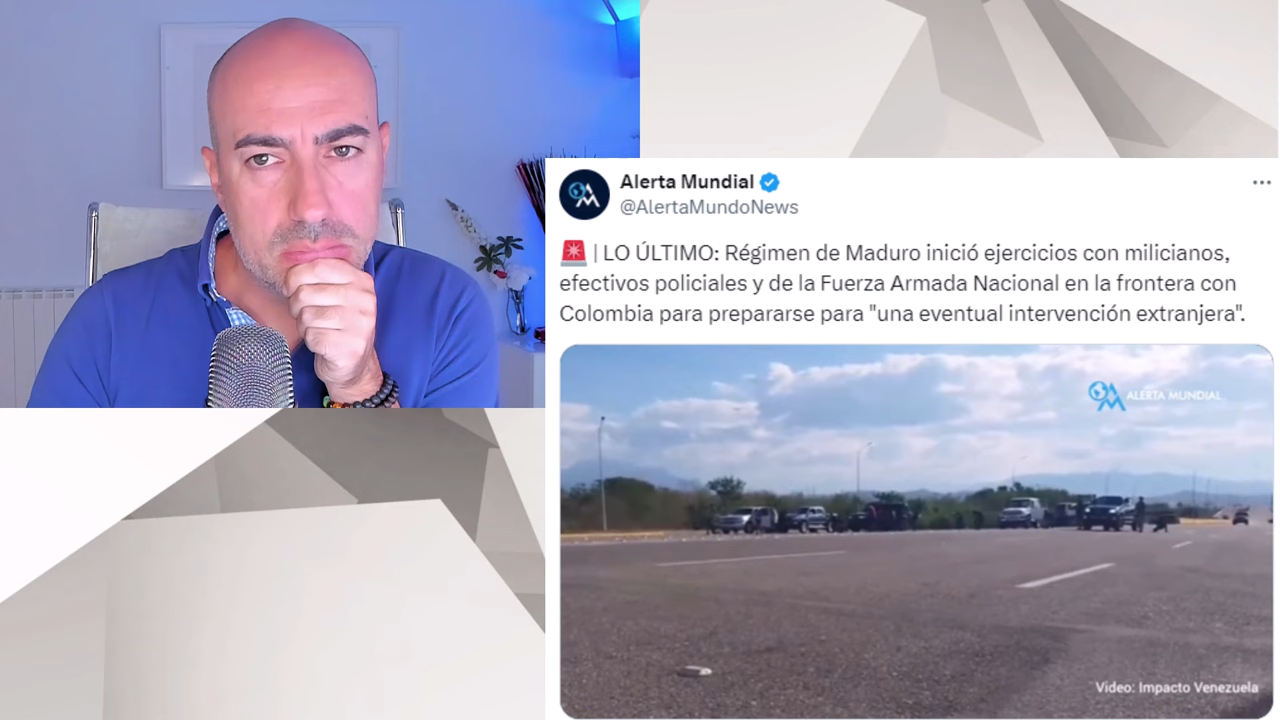 Alerta Mundial
@AlertaMundoNews
🚨 | LO ÚLTIMO: Régimen de Maduro inició ejercicios con milicianos,
efectivos policiales y de la Fuerza Armada Nacional en la frontera con
Colombia para prepararse para "una eventual intervención extranjera".
ALERTA MUNDIAL
Video: Impacto Venezuela